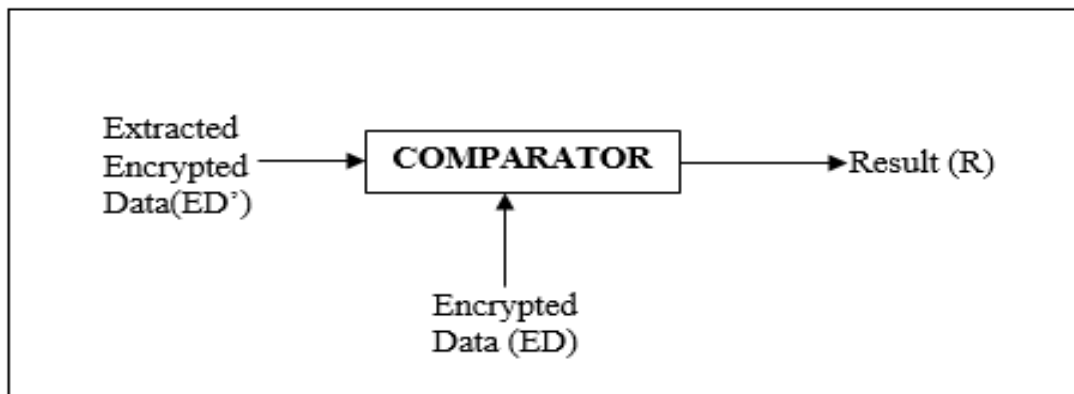 Extracted
Encrypted
Data(ED’)
COMPARATOR
Result (R)
Encrypted
Data (ED)